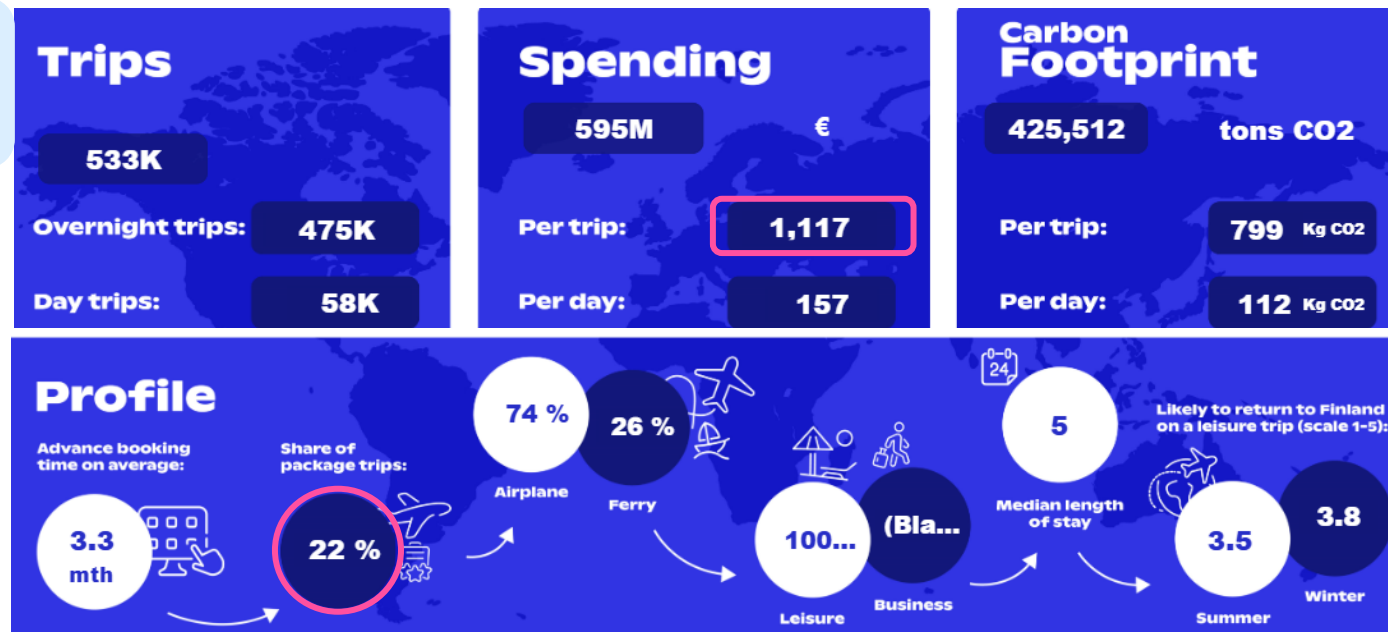 Trips
533K
Overnight trips: 475K
Day trips: 58K
Spending
595M €
Per trip: 1,117
Per day: 157
Carbon
Footprint
425,512 tons CO2
Per trip: 799 Kg CO2
Per day: 112 Kg CO2
Profile
Advance booking
time on average:
3.3
mth
Share of
package trips:
22 %
74 %
Airplane
26 %
Ferry
100...
Leisure
(Bla...
Business
24
5
Median length
of stay
Likely to return to Finland
on a leisure trip (scale 1-5):
3.5
Summer
3.8
Winter